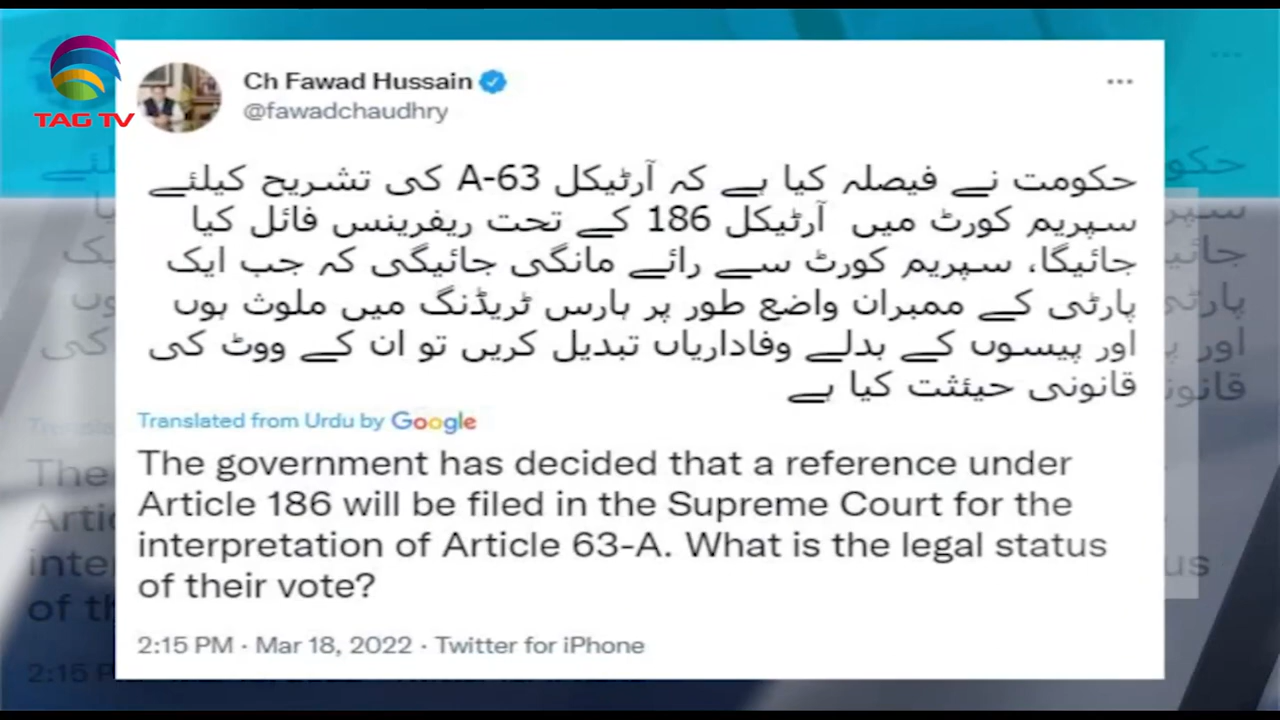 TAG TV
Ch Fawad Hussain
@fawadchaudhry
حکومت نے فیصلہ کیا ہے کہ آرٹیکل 63-A کی تشریح کیلئے
سپریم کورٹ میں آرٹیکل 186 کے تحت ریفرینس فائل کیا
جائیگا، سپریم کورٹ سے رائے مانگی جائیگی کہ جب ایک
پارٹی کے ممبران واضع طور پر ہارس ٹریڈنگ میں ملوث ہوں
اور پیسوں کے بدلے وفاداریاں تبدیل کریں تو ان کے ووٹ کی
قانونی حیئثت کیا ہے
Translated from Urdu by Google
The government has decided that a reference under
Article 186 will be filed in the Supreme Court for the
interpretation of Article 63-A. What is the legal status
of their vote?
2:15 PM · Mar 18, 2022 · Twitter for iPhone